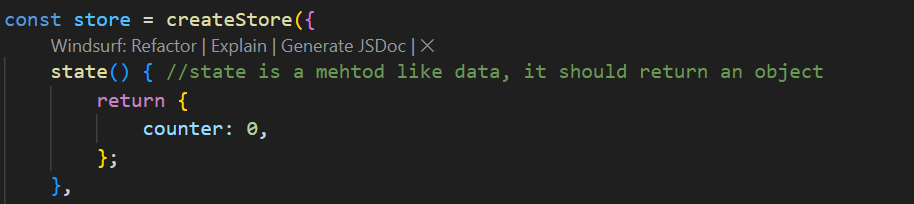 const store = createStore({
Windsurf: Refactor | Explain | Generate JSDoc | ×
state() { //state is a mehtod like data, it should return an object
return {
counter: 0,
};
},